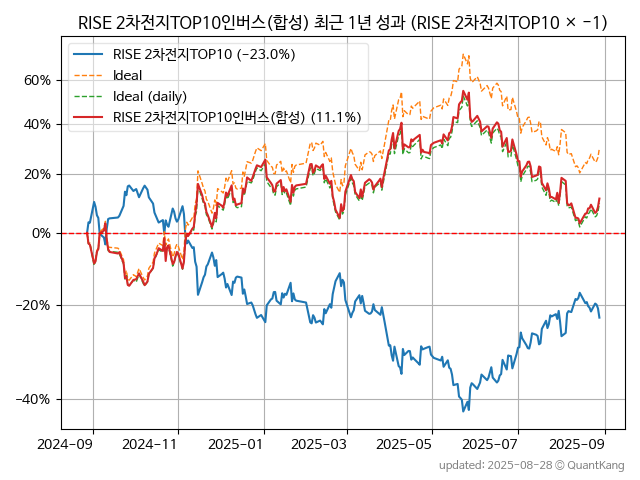 RISE 2차전지TOP10인버스(합성) 최근 1년 성과 (RISE 2차전지TOP10 × −1)
RISE 2차전지TOP10 (−23.0%)
Ideal
Ideal (daily)
RISE 2차전지TOP10인버스(합성) (11.1%)
60%
40%
20%
0%
−20%
−40%
2024-09
2024-11
2025-01
2025-03
2025-05
2025-07
2025-09
updated: 2025-08-28 © QuantKang